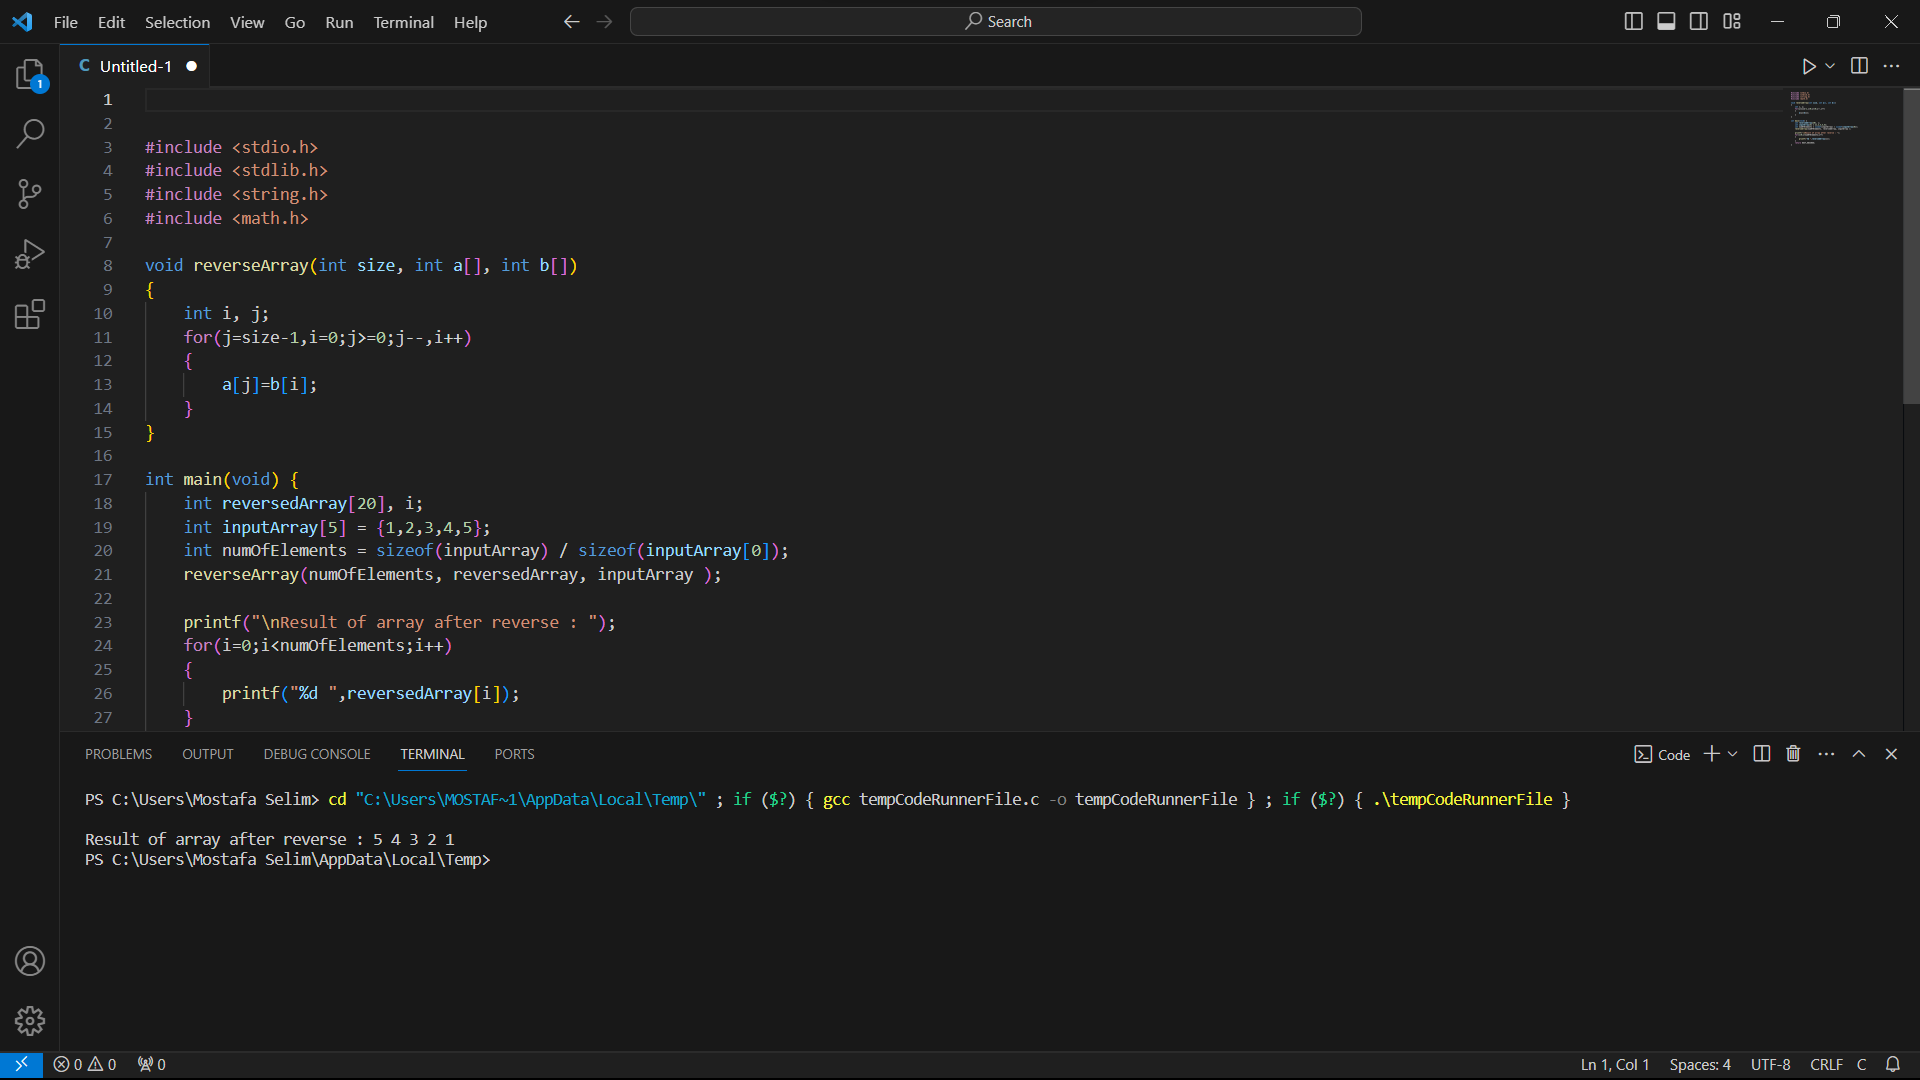 File Edit Selection View Go Run Terminal Help Search
C Untitled-1
1
1
2
3 #include <stdio.h>
4 #include <stdlib.h>
5 #include <string.h>
6 #include <math.h>
7
8 void reverseArray(int size, int a[], int b[])
9 {
10 int i, j;
11 for(j=size-1,i=0;j>=0;j--,i++)
12 {
13 a[j]=b[i];
14 }
15 }
16
17 int main(void) {
18 int reversedArray[20], i;
19 int inputArray[5] = {1,2,3,4,5};
20 int numOfElements = sizeof(inputArray) / sizeof(inputArray[0]);
21 reverseArray(numOfElements, reversedArray, inputArray );
22
23 printf("\nResult of array after reverse : ");
24 for(i=0;i<numOfElements;i++)
25 {
26 printf("%d ",reversedArray[i]);
27 }
PROBLEMS OUTPUT DEBUG CONSOLE TERMINAL PORTS Code
PS C:\Users\Mostafa Selim> cd "C:\Users\MOSTAF~1\AppData\Local\Temp\" ; if ($?) { gcc tempCodeRunnerFile.c -o tempCodeRunnerFile } ; if ($?) { .\tempCodeRunnerFile }
Result of array after reverse : 5 4 3 2 1
PS C:\Users\Mostafa Selim\AppData\Local\Temp>
0 0 0 Ln 1, Col 1 Spaces: 4 UTF-8 CRLF C